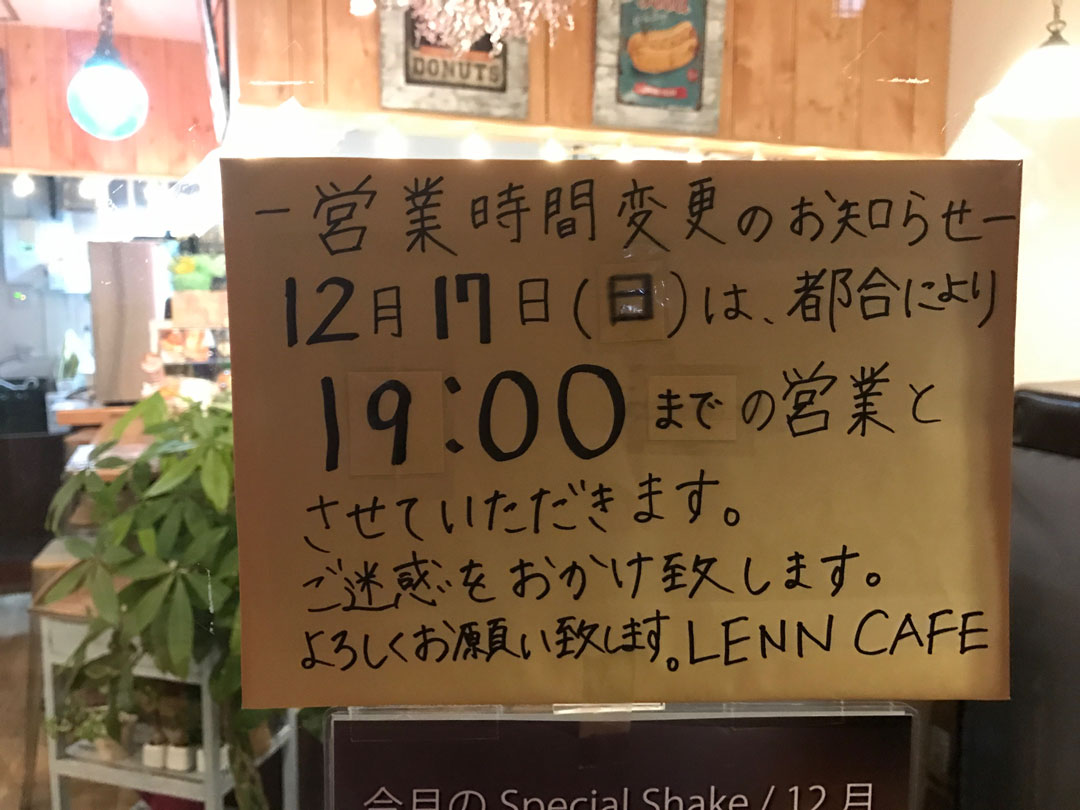 DONUTS
ー営業時間変更のお知らせー
12月17日(日)は、都合により
19:00までの営業と
させていただきます。
ご迷惑をおかけ致します。
よろしくお願い致します。LENN CAFE
今月の Special Shake / 12月